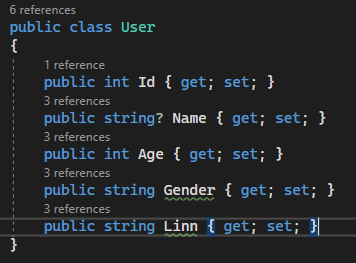 6 references
public class User
{
1 reference
public int Id { get; set; }
3 references
public string? Name { get; set; }
3 references
public int Age { get; set; }
3 references
public string Gender { get; set; }
3 references
public string Linn { get; set; }
}